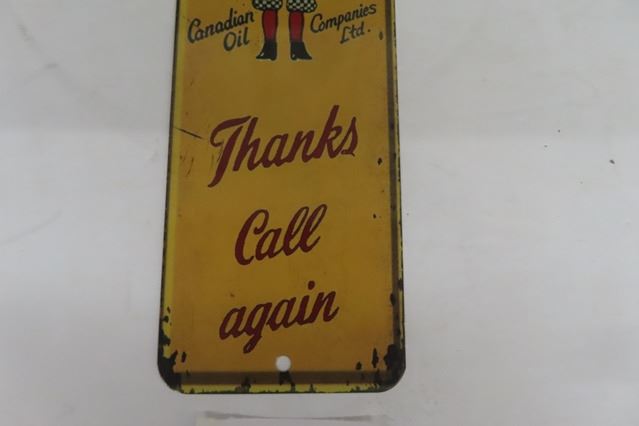 Canadian Companies
Oil Ltd.
Thanks
Call
again